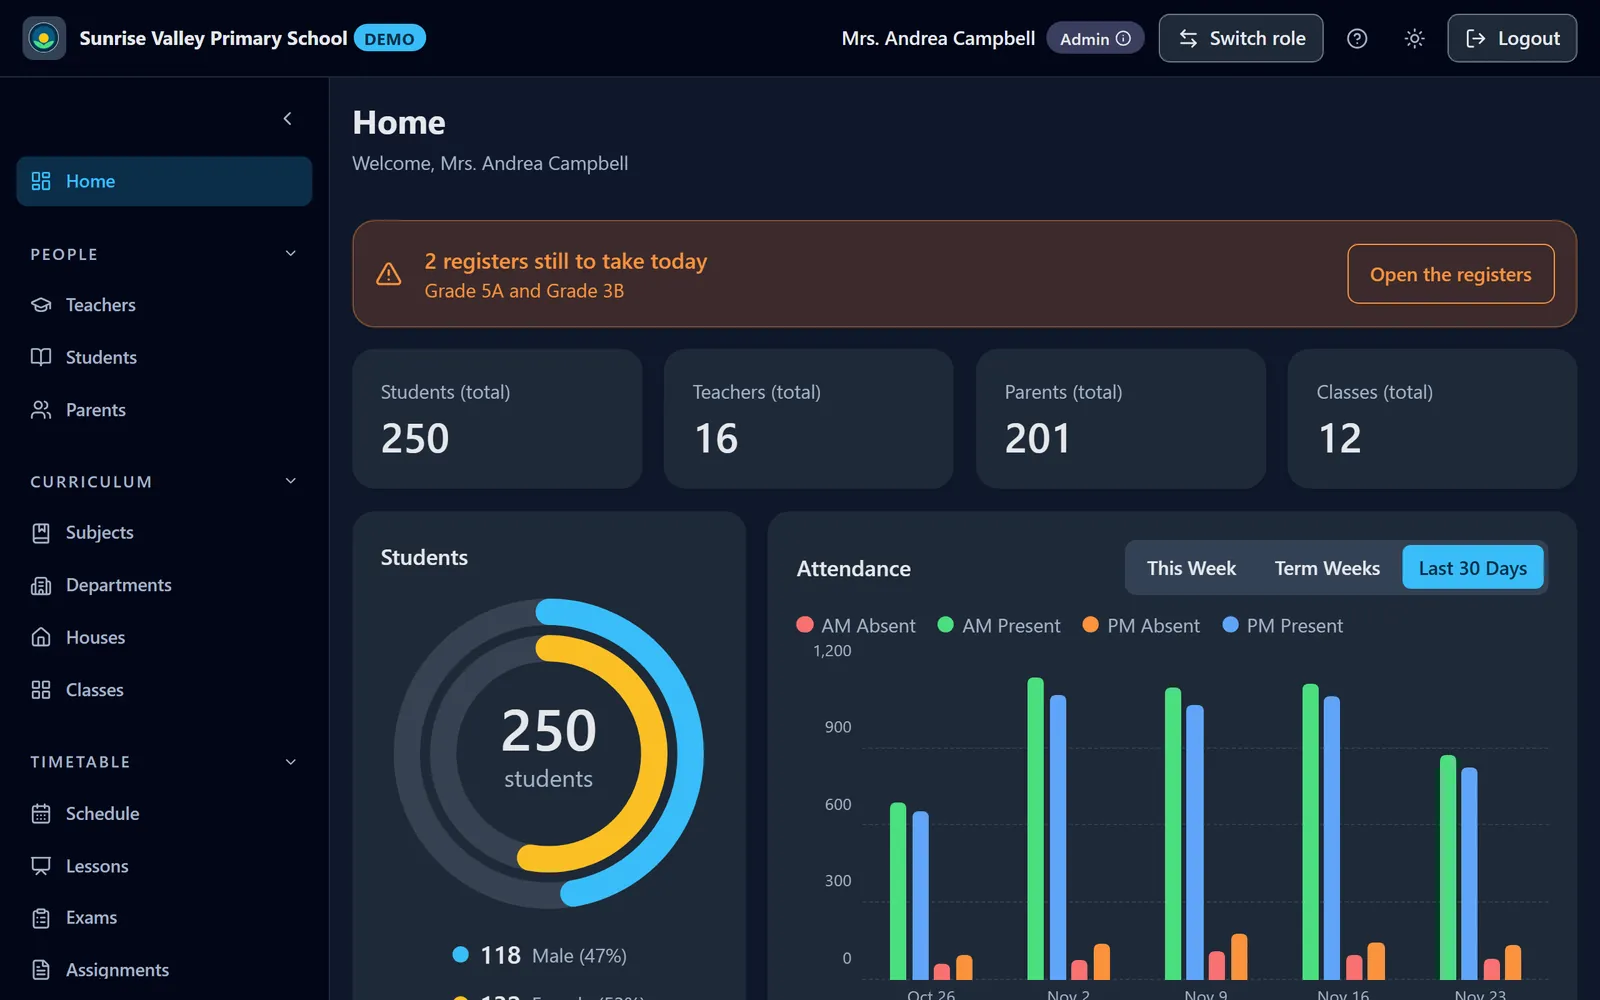 Sunrise Valley Primary School DEMO
Mrs. Andrea Campbell Admin Switch role Logout
Home
PEOPLE
Teachers
Students
Parents
CURRICULUM
Subjects
Departments
Houses
Classes
TIMETABLE
Schedule
Lessons
Exams
Assignments
Home
Welcome, Mrs. Andrea Campbell
2 registers still to take today
Grade 5A and Grade 3B
Open the registers
Students (total)
250
Teachers (total)
16
Parents (total)
201
Classes (total)
12
Students
250
students
118 Male (47%)
Attendance
This Week Term Weeks Last 30 Days
AM Absent AM Present PM Absent PM Present
1,200
900
600
300
0
Oct 26 Nov 2 Nov 9 Nov 16 Nov 23